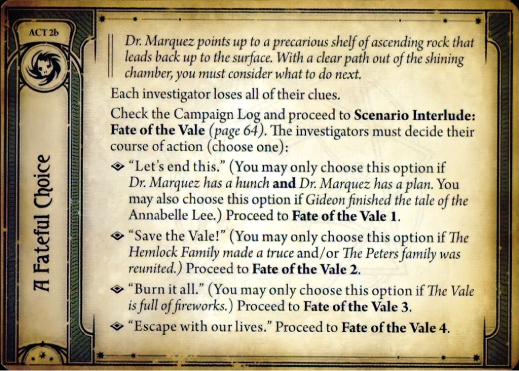 ACT 2b
A Fateful Choice
Dr. Marquez points up to a precarious shelf of ascending rock that
leads back up to the surface. With a clear path out of the shining
chamber, you must consider what to do next.
Each investigator loses all of their clues.
Check the Campaign Log and proceed to Scenario Interlude:
Fate of the Vale (page 64). The investigators must decide their
course of action (choose one):
“Let's end this.” (You may only choose this option if
Dr. Marquez has a hunch and Dr. Marquez has a plan. You
may also choose this option if Gideon finished the tale of the
Annabelle Lee.) Proceed to Fate of the Vale 1.
“Save the Vale!” (You may only choose this option if The
Hemlock Family made a truce and/or The Peters family was
reunited.) Proceed to Fate of the Vale 2.
“Burn it all.” (You may only choose this option if The Vale
is full of fireworks.) Proceed to Fate of the Vale 3.
“Escape with our lives.” Proceed to Fate of the Vale 4.